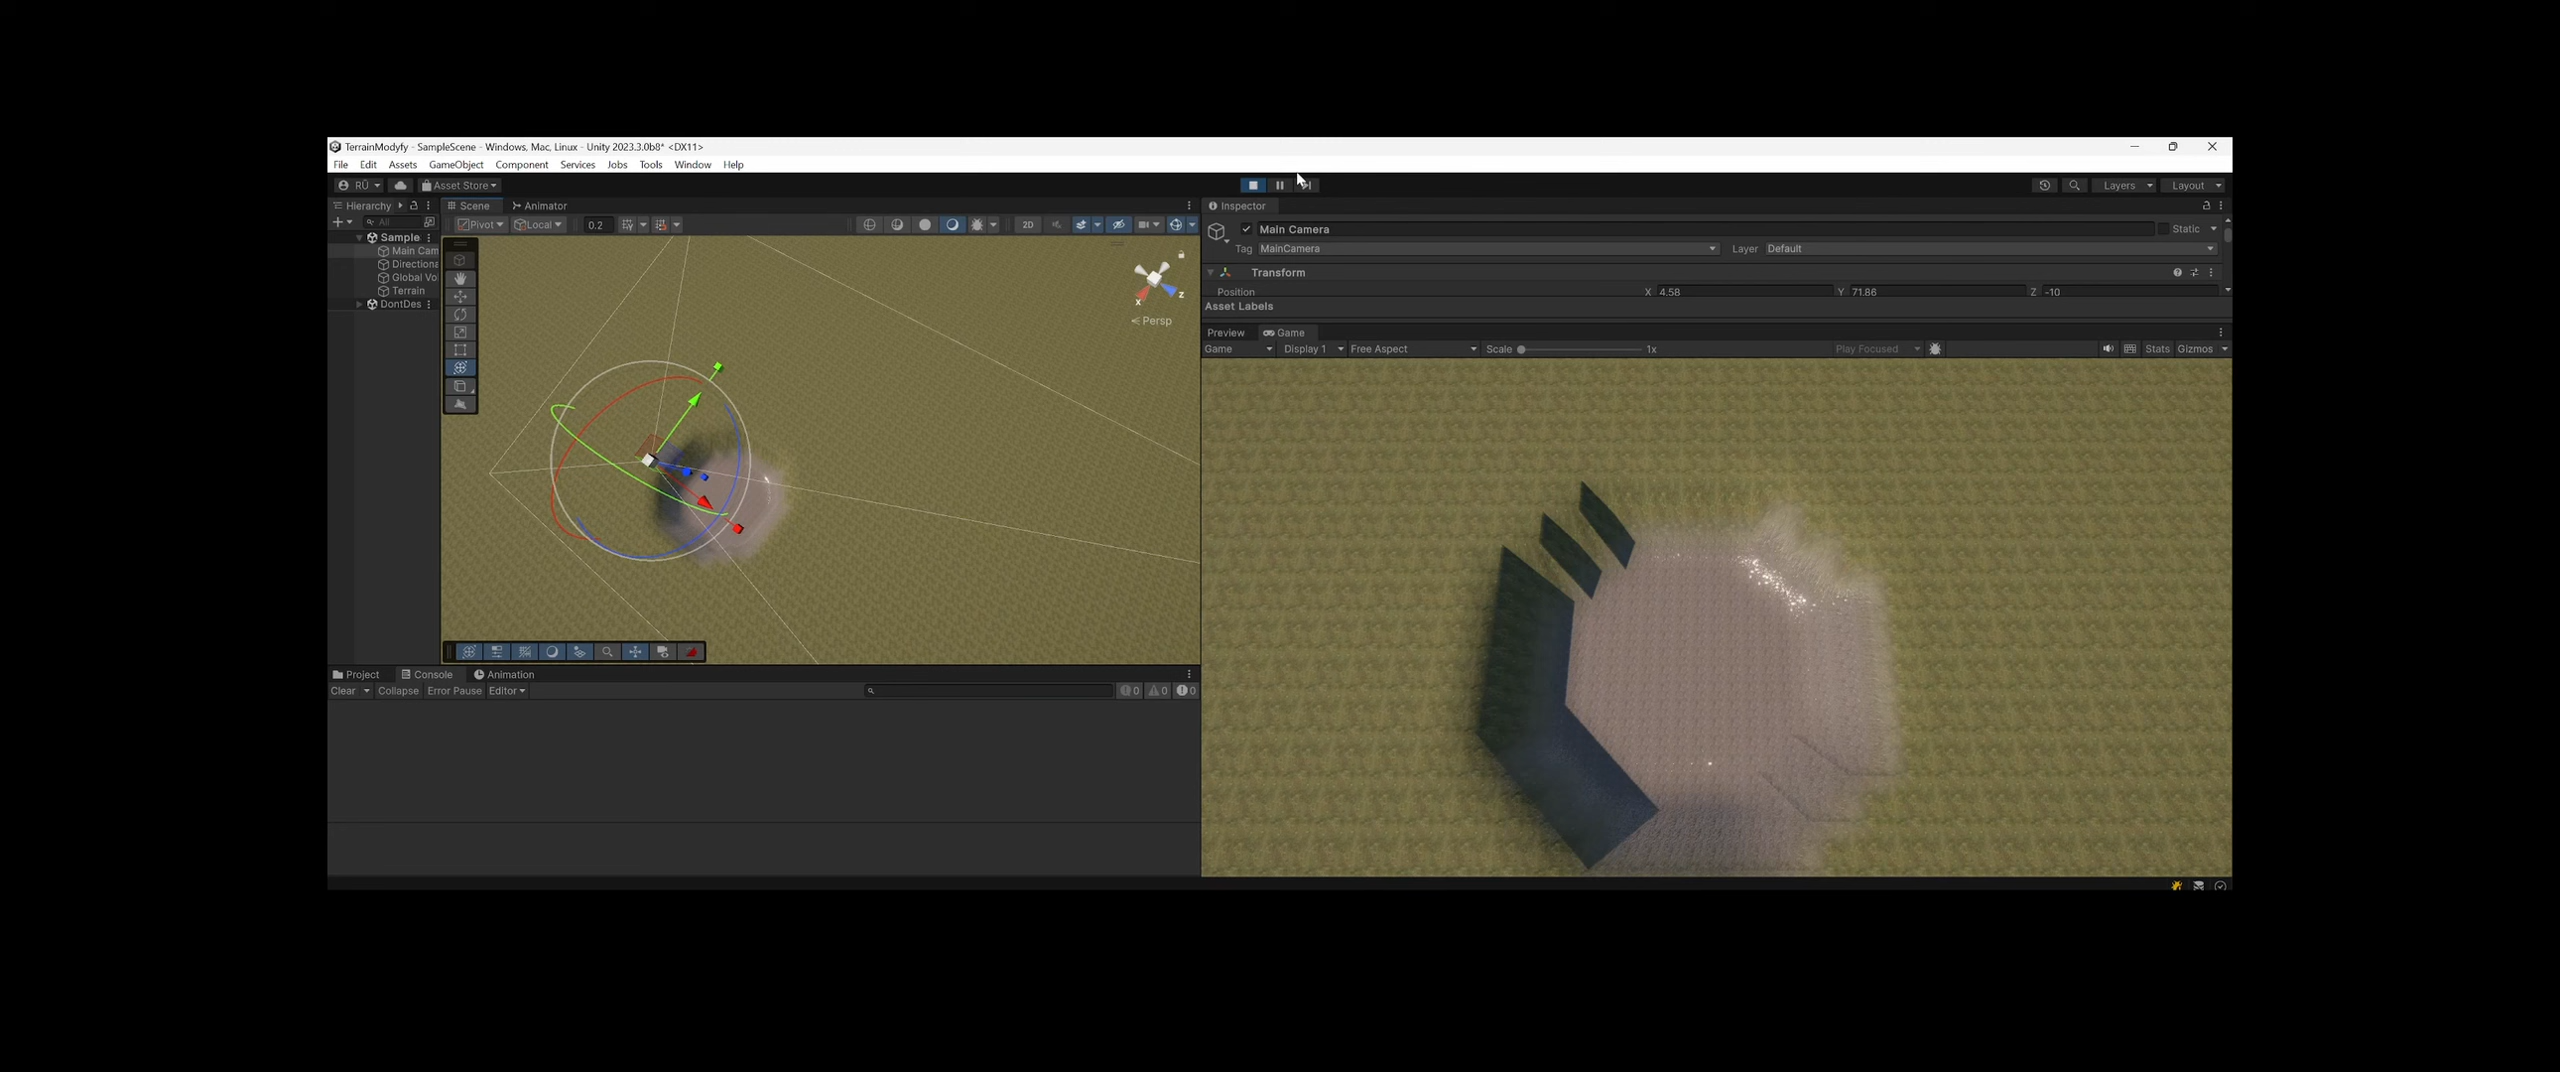 TerrainModyfy - SampleScene - Windows, Mac, Linux - Unity 2023.3.0b8* <DX11>
File Edit Assets GameObject Component Services Jobs Tools Window Help
RÜ Asset Store Layers Layout
Hierarchy Scene Animator Inspector
All Pivot Local 0.2 2D
Main Camera Static
Sample
Main Cam
Directiona
Global Vo
Terrain
DontDes
Tag MainCamera Layer Default
Transform
Position X 4.58 Y 71.86 Z -10
Asset Labels
x z
Persp
Preview Game
Game Display 1 Free Aspect Scale 1x Play Focused Stats Gizmos
Project Console Animation
Clear Collapse Error Pause Editor 0 0 0